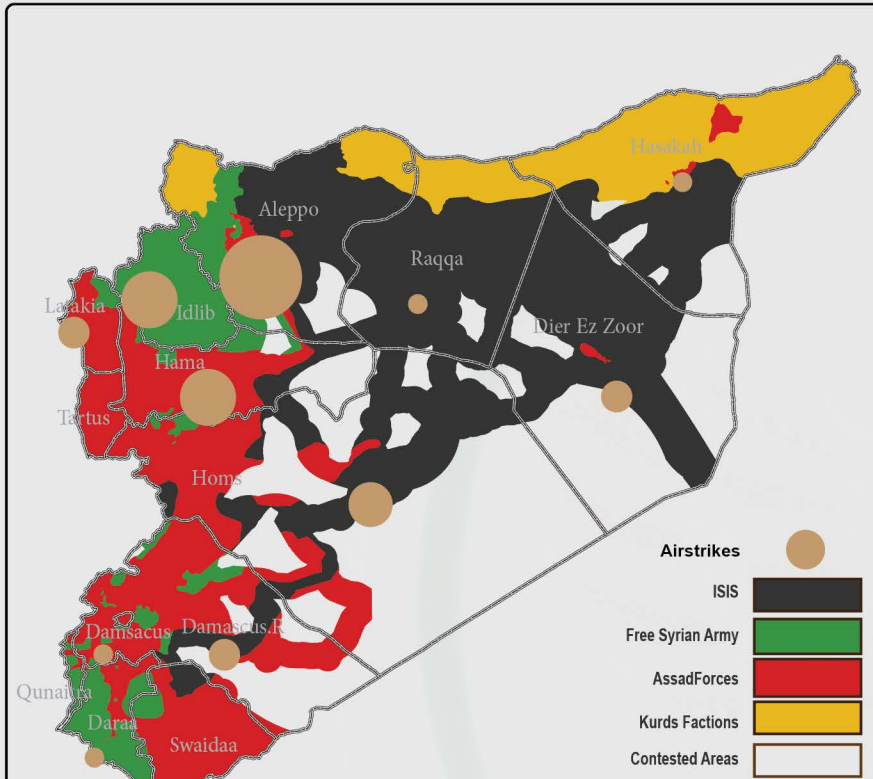 Hasakah
Aleppo
Raqqa
Latakia
Idlib
Dier Ez Zoor
Hama
Tartus
Homs
Airstrikes
ISIS
Free Syrian Army
Damsacus
Damascus.R
AssadForces
Qunaitra
Daraa
Kurds Factions
Swaidaa
Contested Areas